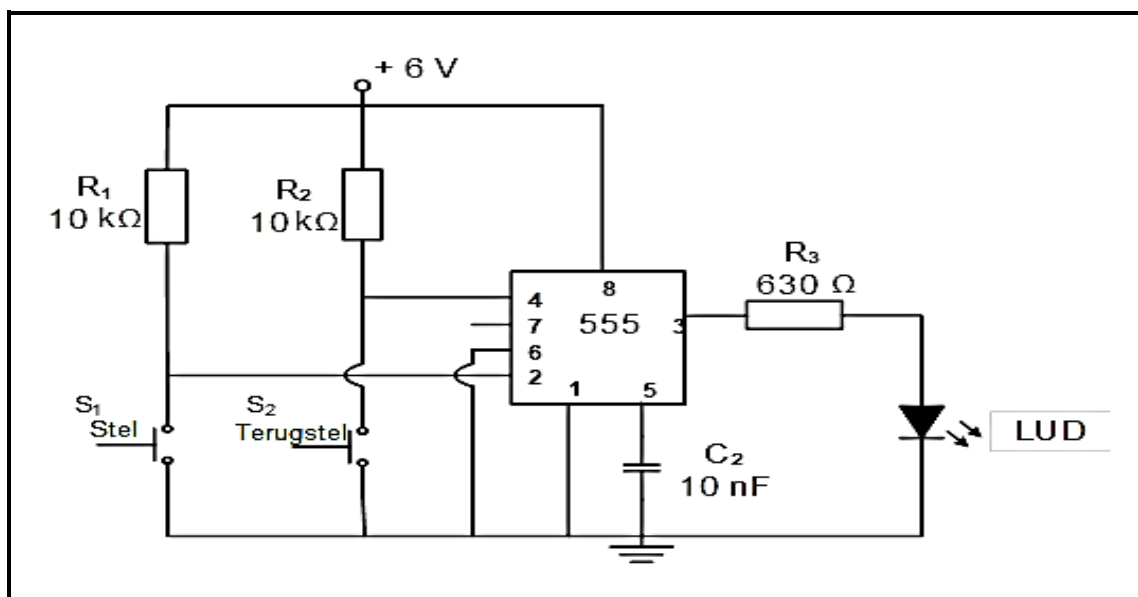 + 6 V
R₁
10 kΩ
R₂
10 kΩ
R₃
630 Ω
8
4
7
555
3
6
2
1
5
S₁
Stel
S₂
Terugstel
C₂
10 nF
LUD